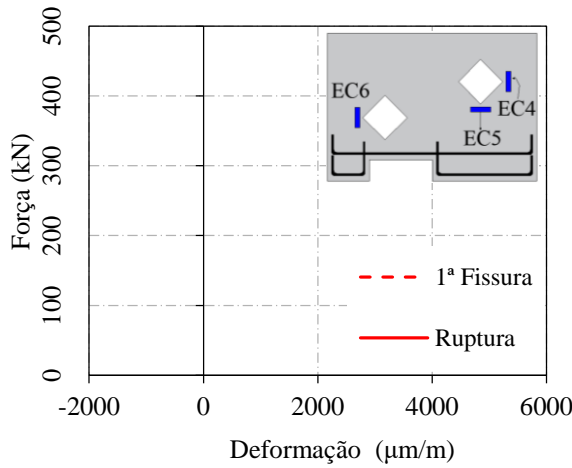 500
400
300
200
100
0
Força (kN)
EC6
EC4
EC5
1ª Fissura
Ruptura
-2000
0
2000
4000
6000
Deformação (μm/m)